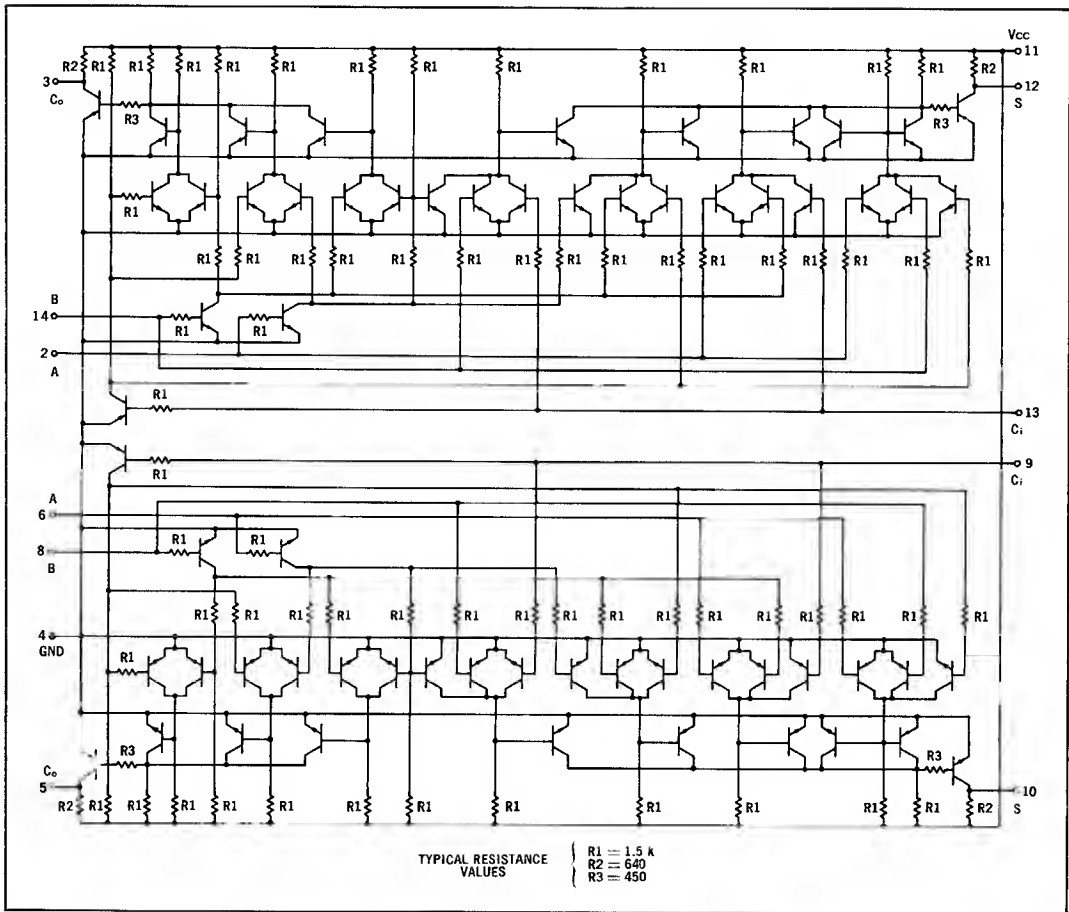 Vcc
R2 R1 R1 R1 R1 R1 R1 R1 R1 R1 R1 R1 R1 R2 11
3 12
Co R3 R3 S
R1
R1 R1 R1 R1 R1 R1 R1 R1 R1 R1 R1 R1 R1 R1
B
14 R1 R1
2
A
R1 13
Ci
R1 9
Ci
A
6
8 R1 R1
B
R1 R1 R1 R1 R1 R1 R1 R1 R1 R1 R1 R1 R1 R1 R1
4
GND R1
R3 R3
Co
5 10
R2 R1 R1 R1 R1 R1 R1 R1 R1 R1 R1 R1 R1 R2 S
TYPICAL RESISTANCE
VALUES
R1 = 1.5 k
R2 = 640
R3 = 450